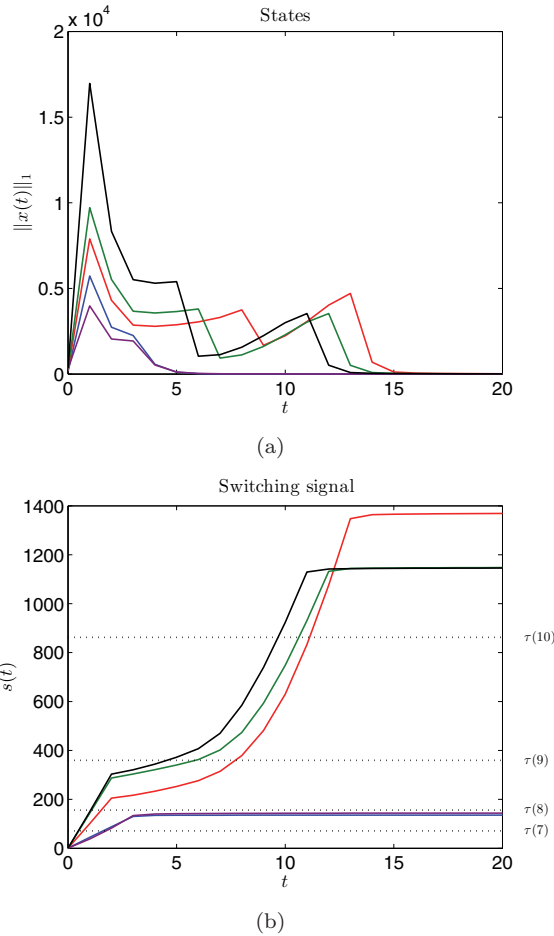 States
2 x 10^4
1.5
1
0.5
0
||x(t)||_1
0 5 10 15 20
t
(a)
Switching signal
1400
1200
1000
800
600
400
200
0
s(t)
τ(10)
τ(9)
τ(8)
τ(7)
0 5 10 15 20
t
(b)